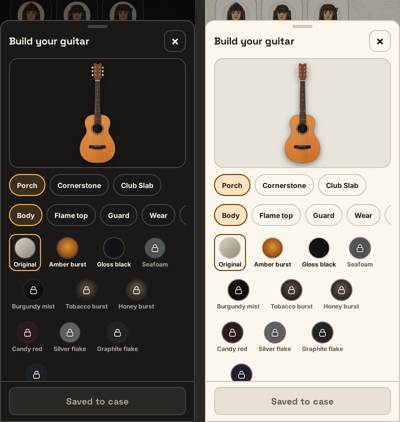 Build your guitar
Porch Cornerstone Club Slab
Body Flame top Guard Wear
Original Amber burst Gloss black Seafoam
Burgundy mist Tobacco burst Honey burst
Candy red Silver flake Graphite flake
Saved to case
Build your guitar
Porch Cornerstone Club Slab
Body Flame top Guard Wear
Original Amber burst Gloss black Seafoam
Burgundy mist Tobacco burst Honey burst
Candy red Silver flake Graphite flake
Saved to case